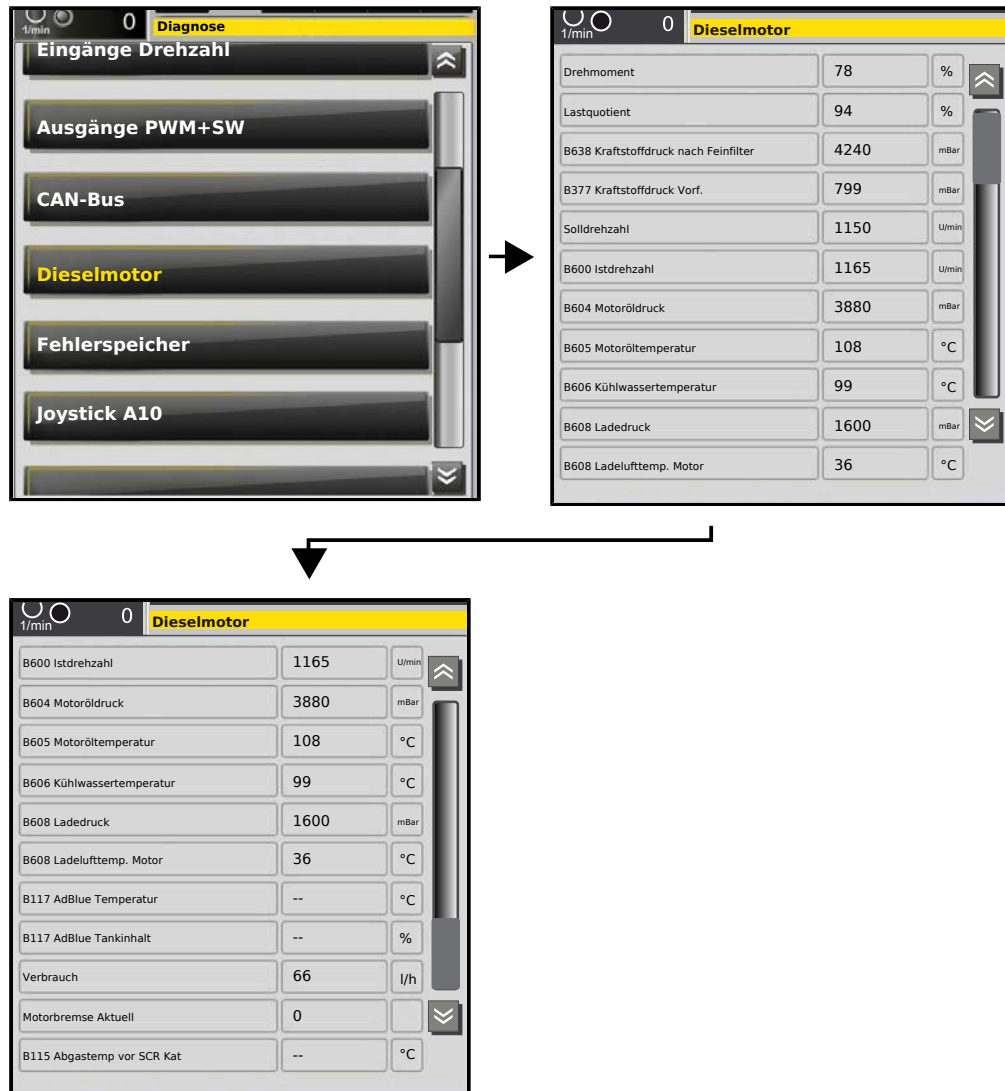 1/min 0 Diagnose
Eingänge Drehzahl
Ausgänge PWM+SW
CAN-Bus
Dieselmotor
Fehlerspeicher
Joystick A10
1/min 0 Dieselmotor
Drehmoment 78 %
Lastquotient 94 %
B638 Kraftstoffdruck nach Feinfilter 4240 mBar
B377 Kraftstoffdruck Vorf. 799 mBar
Solldrehzahl 1150 U/min
B600 Istdrehzahl 1165 U/min
B604 Motoröldruck 3880 mBar
B605 Motoröltemperatur 108 °C
B606 Kühlwassertemperatur 99 °C
B608 Ladedruck 1600 mBar
B608 Ladelufttemp. Motor 36 °C
1/min 0 Dieselmotor
B600 Istdrehzahl 1165 U/min
B604 Motoröldruck 3880 mBar
B605 Motoröltemperatur 108 °C
B606 Kühlwassertemperatur 99 °C
B608 Ladedruck 1600 mBar
B608 Ladelufttemp. Motor 36 °C
B117 AdBlue Temperatur -- °C
B117 AdBlue Tankinhalt -- %
Verbrauch 66 l/h
Motorbremse Aktuell 0
B115 Abgastemp vor SCR Kat -- °C